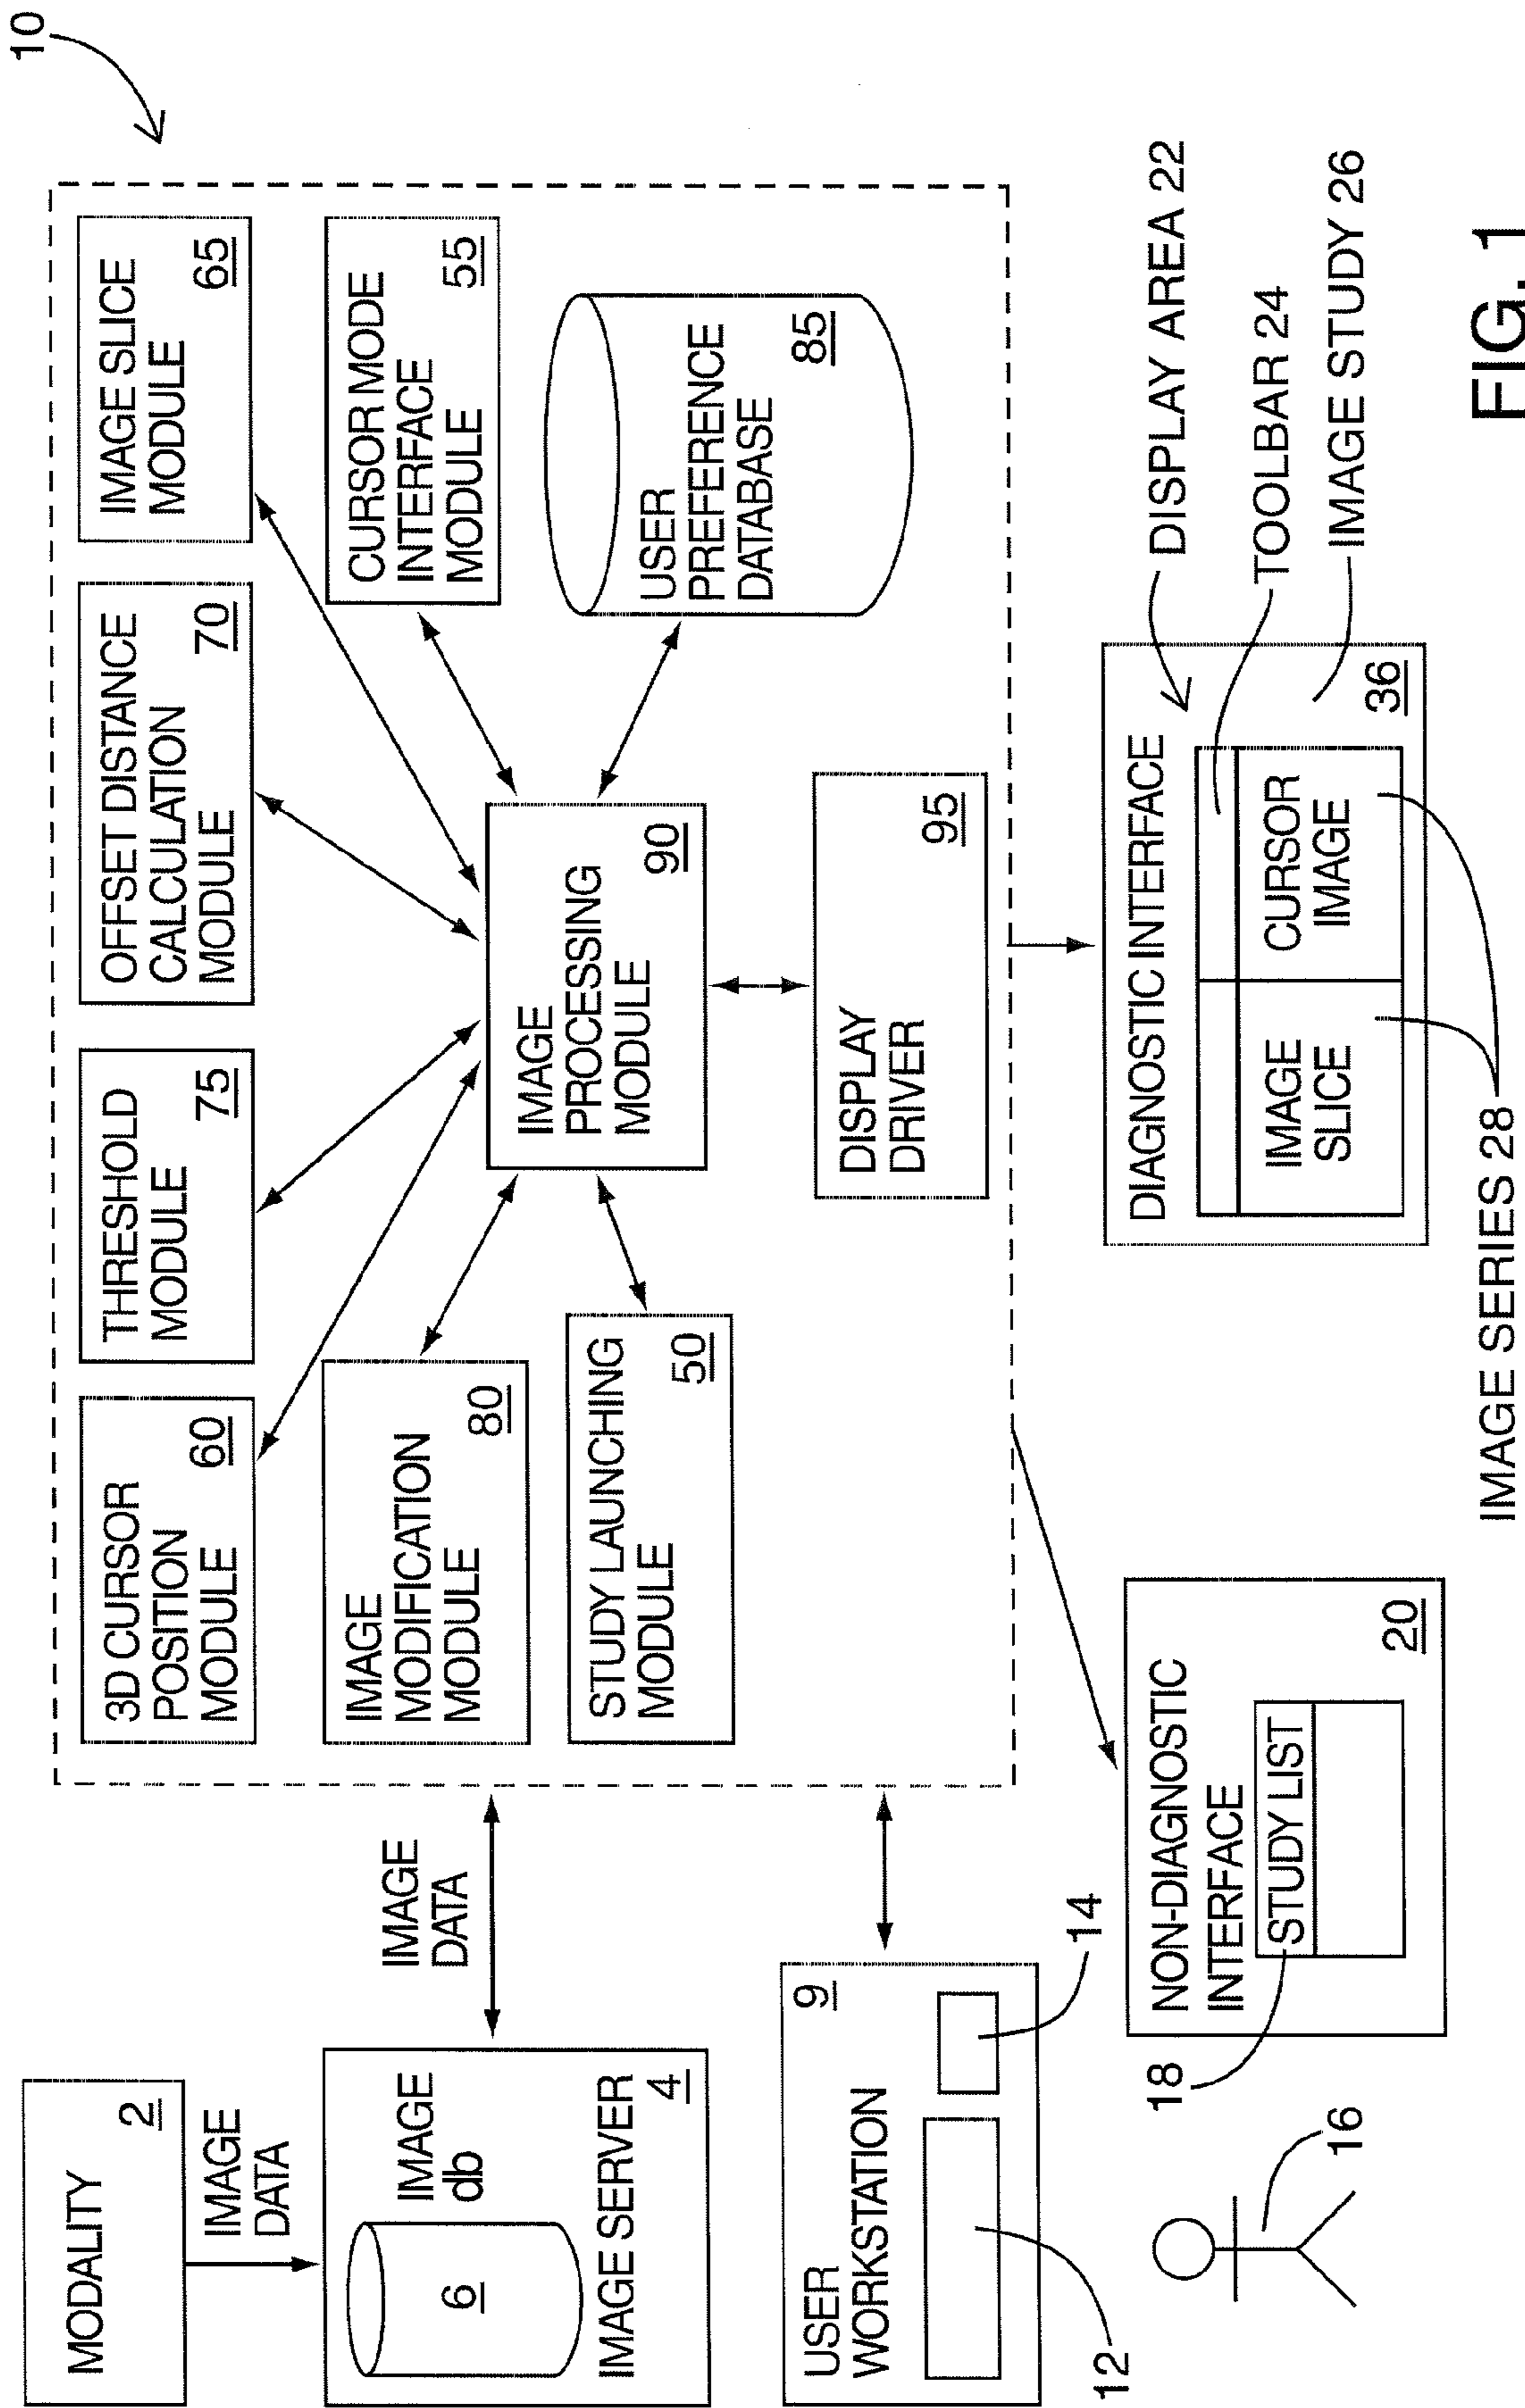 10
MODALITY
2
IMAGE
DATA
IMAGE
db
6
IMAGE SERVER
4
IMAGE
DATA
USER
WORKSTATION
9
12
14
16
3D CURSOR
POSITION
MODULE
60
THRESHOLD
MODULE
75
OFFSET DISTANCE
CALCULATION
MODULE
70
IMAGE SLICE
MODULE
65
IMAGE
MODIFICATION
MODULE
80
CURSOR MODE
INTERFACE
MODULE
55
STUDY LAUNCHING
MODULE
50
IMAGE
PROCESSING
MODULE
90
USER
PREFERENCE
DATABASE
85
DISPLAY
DRIVER
95
NON-DIAGNOSTIC
INTERFACE
STUDY LIST
20
18
DIAGNOSTIC INTERFACE
IMAGE
SLICE
CURSOR
IMAGE
36
DISPLAY AREA 22
TOOLBAR 24
IMAGE STUDY 26
IMAGE SERIES 28
FIG. 1